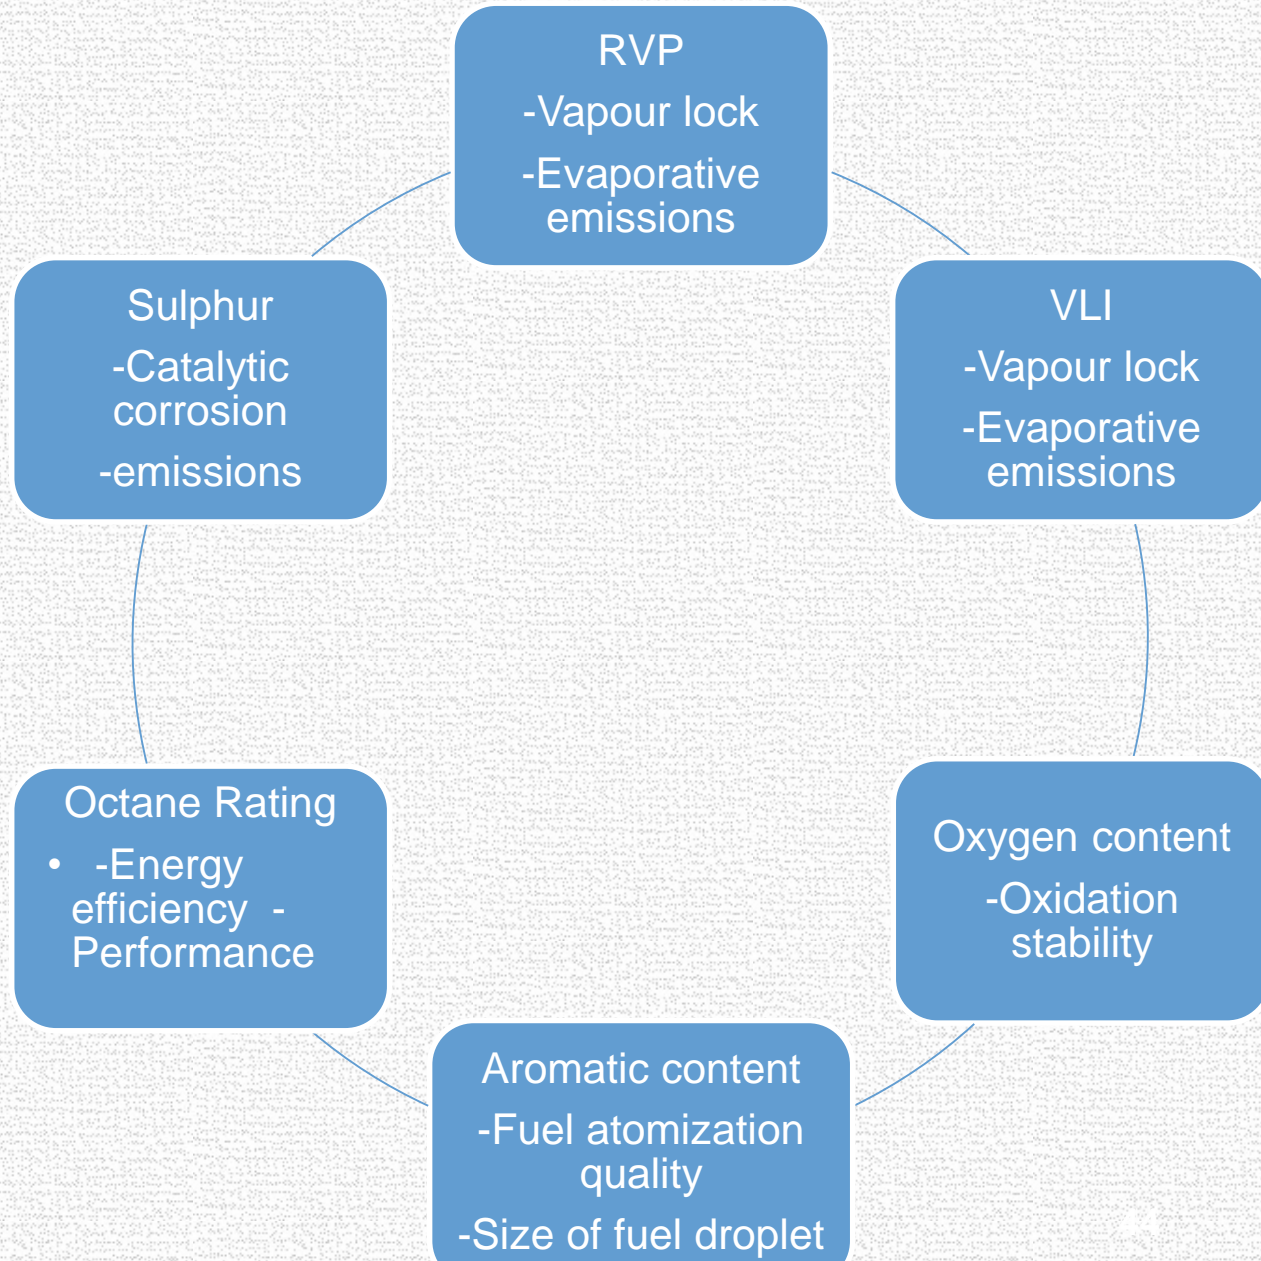 RVP
-Vapour lock
-Evaporative
emissions
VLI
-Vapour lock
-Evaporative
emissions
Oxygen content
-Oxidation
stability
Aromatic content
-Fuel atomization
quality
-Size of fuel droplet
Octane Rating
• -Energy
efficiency -
Performance
Sulphur
-Catalytic
corrosion
-emissions